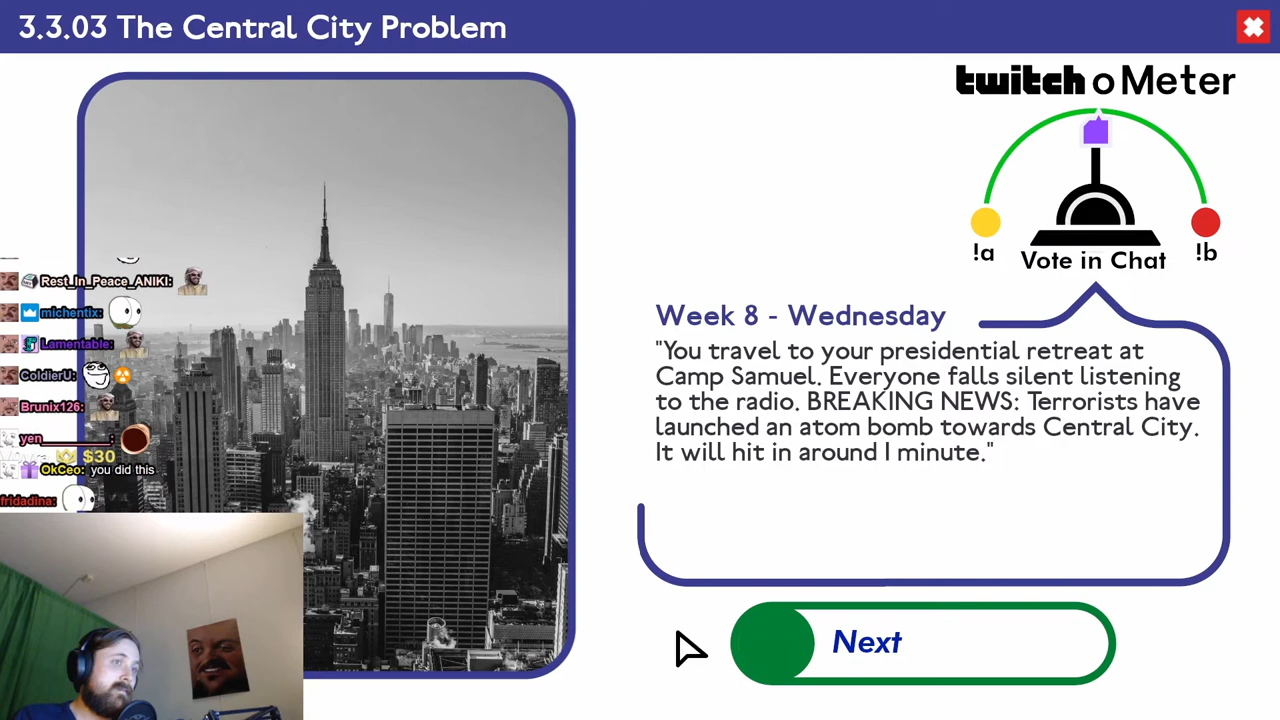 3.3.03 The Central City Problem
twitch o Meter
!a
Vote in Chat
!b
Week 8 - Wednesday
"You travel to your presidential retreat at
Camp Samuel. Everyone falls silent listening
to the radio. BREAKING NEWS: Terrorists have
launched an atom bomb towards Central City.
It will hit in around 1 minute."
Next
Rest_In_Peace_ANIKI:
michentix:
Lamentable:
ColdierU:
Brunix126:
yen_________:
$30
OkCeo: you did this
fridadina: